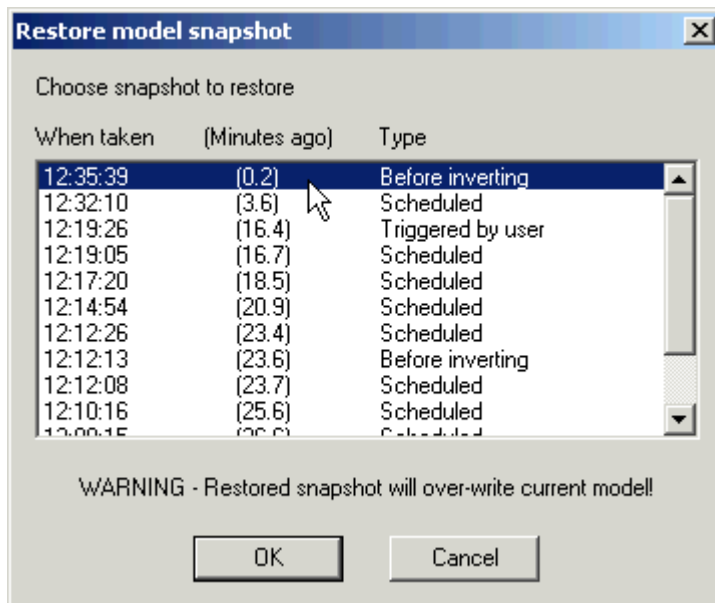 Restore model snapshot
Choose snapshot to restore
When taken (Minutes ago) Type
12:35:39 (0.2) Before inverting
12:32:10 (3.6) Scheduled
12:19:26 (16.4) Triggered by user
12:19:05 (16.7) Scheduled
12:17:20 (18.5) Scheduled
12:14:54 (20.9) Scheduled
12:12:26 (23.4) Scheduled
12:12:13 (23.6) Before inverting
12:12:08 (23.7) Scheduled
12:10:16 (25.6) Scheduled
WARNING - Restored snapshot will over-write current model!
OK Cancel